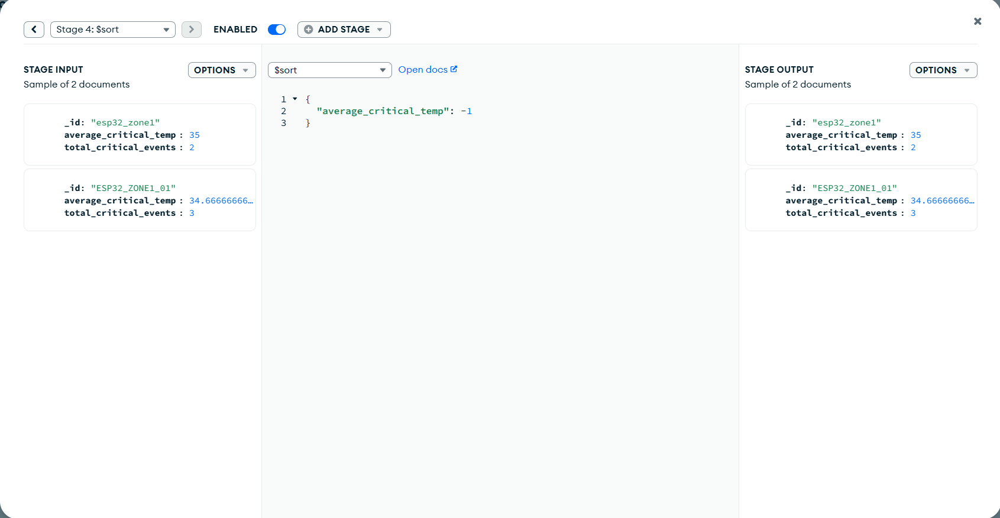 Stage 4: $sort
ENABLED
ADD STAGE
STAGE INPUT
OPTIONS
Sample of 2 documents
_id: "esp32_zone1"
average_critical_temp : 35
total_critical_events : 2
_id: "ESP32_ZONE1_01"
average_critical_temp : 34.66666666…
total_critical_events : 3
$sort
Open docs
1 {
2 "average_critical_temp": -1
3 }
STAGE OUTPUT
OPTIONS
Sample of 2 documents
_id: "esp32_zone1"
average_critical_temp : 35
total_critical_events : 2
_id: "ESP32_ZONE1_01"
average_critical_temp : 34.66666666…
total_critical_events : 3